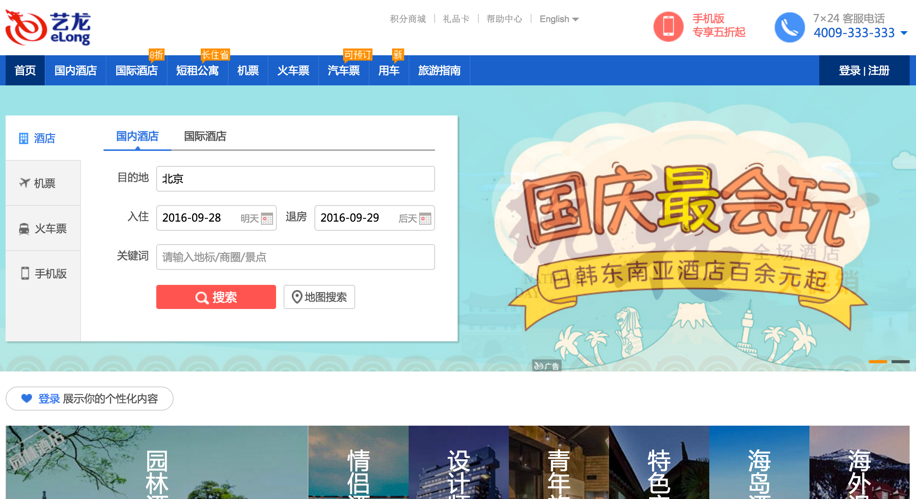 艺龙
eLong
积分商城 礼品卡 帮助中心 English
手机版
专享五折起
7×24 客服电话
4009-333-333
长住省 可预订 新
首页 国内酒店 国际酒店 短租公寓 机票 火车票 汽车票 用车 旅游指南 登录 | 注册
酒店
机票
火车票
手机版
国内酒店 国际酒店
目的地 北京
入住 2016-09-28 明天 退房 2016-09-29 后天
关键词 请输入地标/商圈/景点
搜索 地图搜索
国庆最会玩
全场酒店
日韩东南亚酒店百余元起
广告
登录 展示你的个性化内容
园林
情侣
设计
青年
特色
海岛
海外